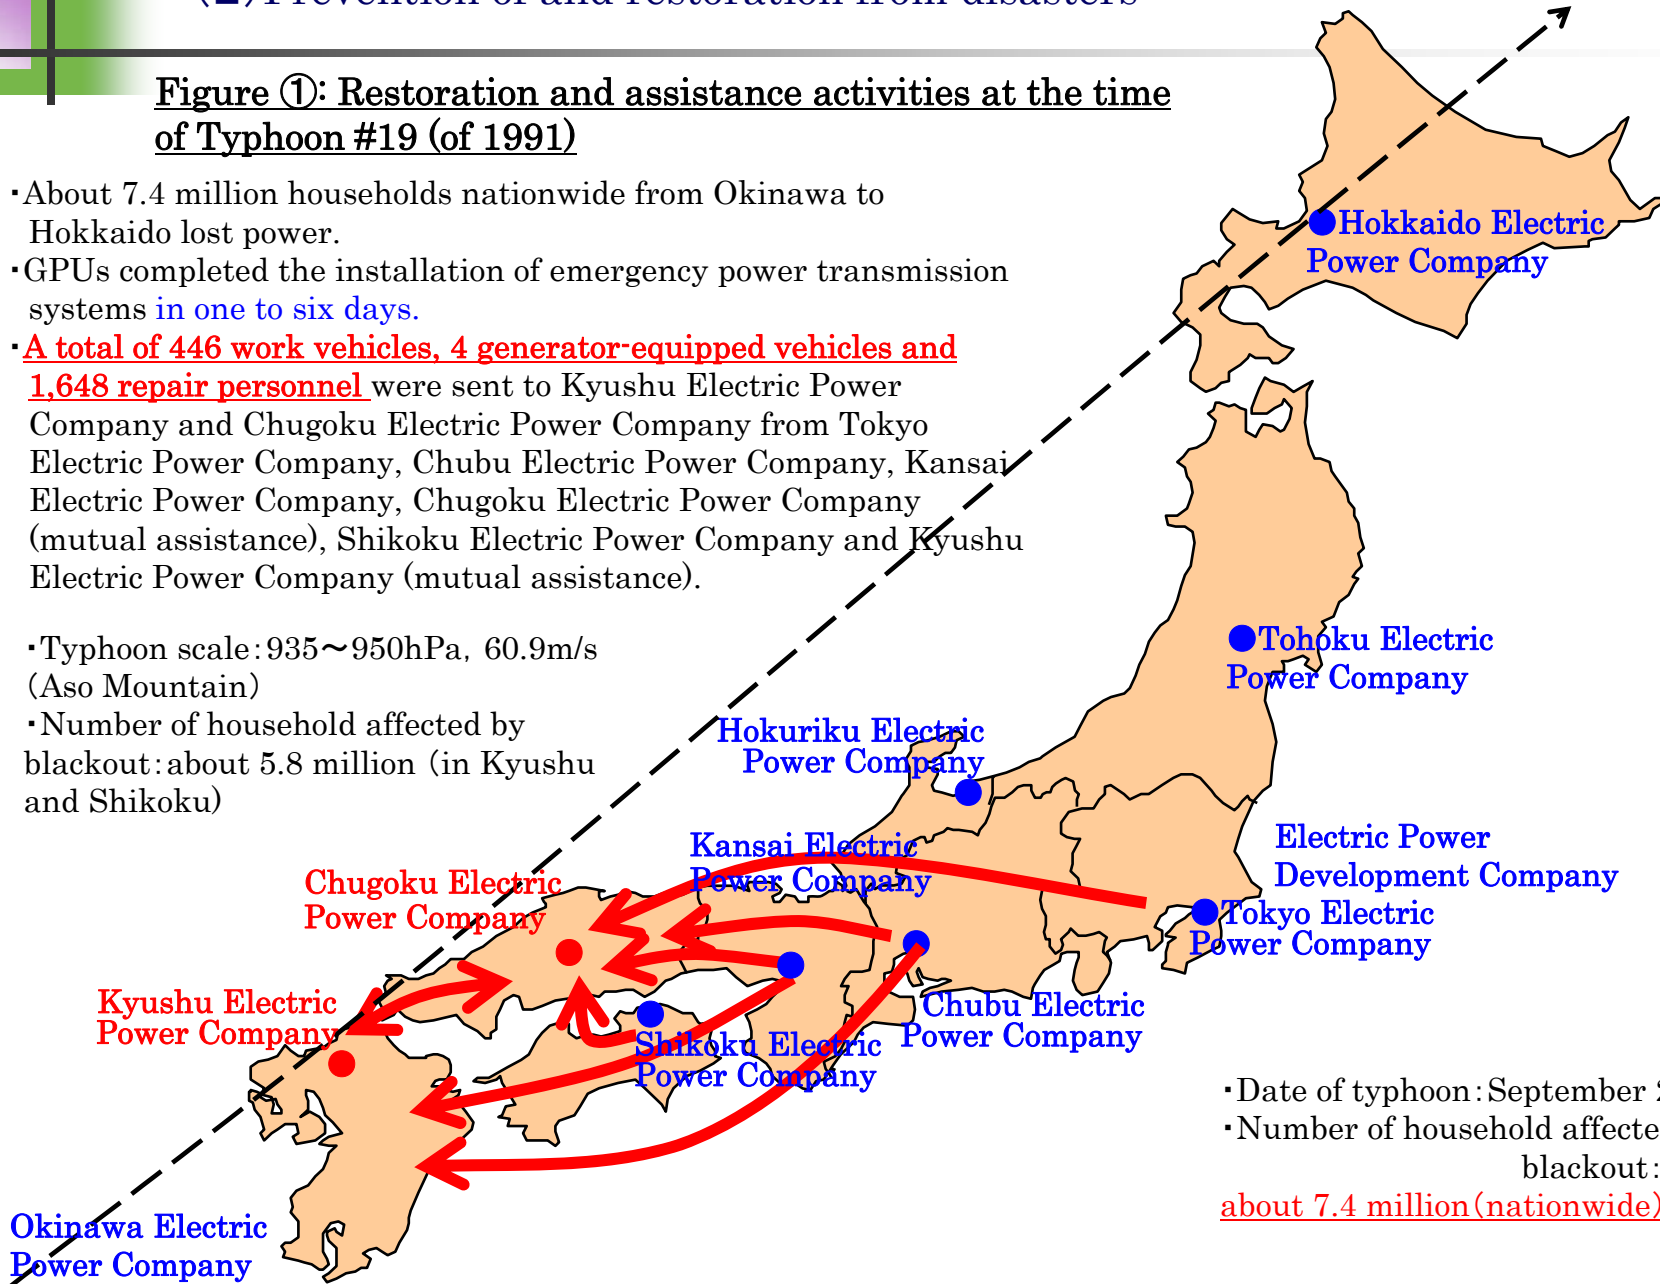 (2)Prevention of and restoration from disasters
Figure ①: Restoration and assistance activities at the time
of Typhoon #19 (of 1991)
・About 7.4 million households nationwide from Okinawa to
Hokkaido lost power.
・GPUs completed the installation of emergency power transmission
systems in one to six days.
・A total of 446 work vehicles, 4 generator-equipped vehicles and
1,648 repair personnel were sent to Kyushu Electric Power
Company and Chugoku Electric Power Company from Tokyo
Electric Power Company, Chubu Electric Power Company, Kansai
Electric Power Company, Chugoku Electric Power Company
(mutual assistance), Shikoku Electric Power Company and Kyushu
Electric Power Company (mutual assistance).
・Typhoon scale：935～950hPa, 60.9m/s
(Aso Mountain)
・Number of household affected by
blackout：about 5.8 million (in Kyushu
and Shikoku)
Hokkaido Electric
Power Company
Tohoku Electric
Power Company
Hokuriku Electric
Power Company
Kansai Electric
Power Company
Electric Power
Development Company
Tokyo Electric
Power Company
Chugoku Electric
Power Company
Kyushu Electric
Power Company
Chubu Electric
Power Company
Shikoku Electric
Power Company
Okinawa Electric
Power Company
・Date of typhoon：September
・Number of household affecte
blackout：
about 7.4 million(nationwide)